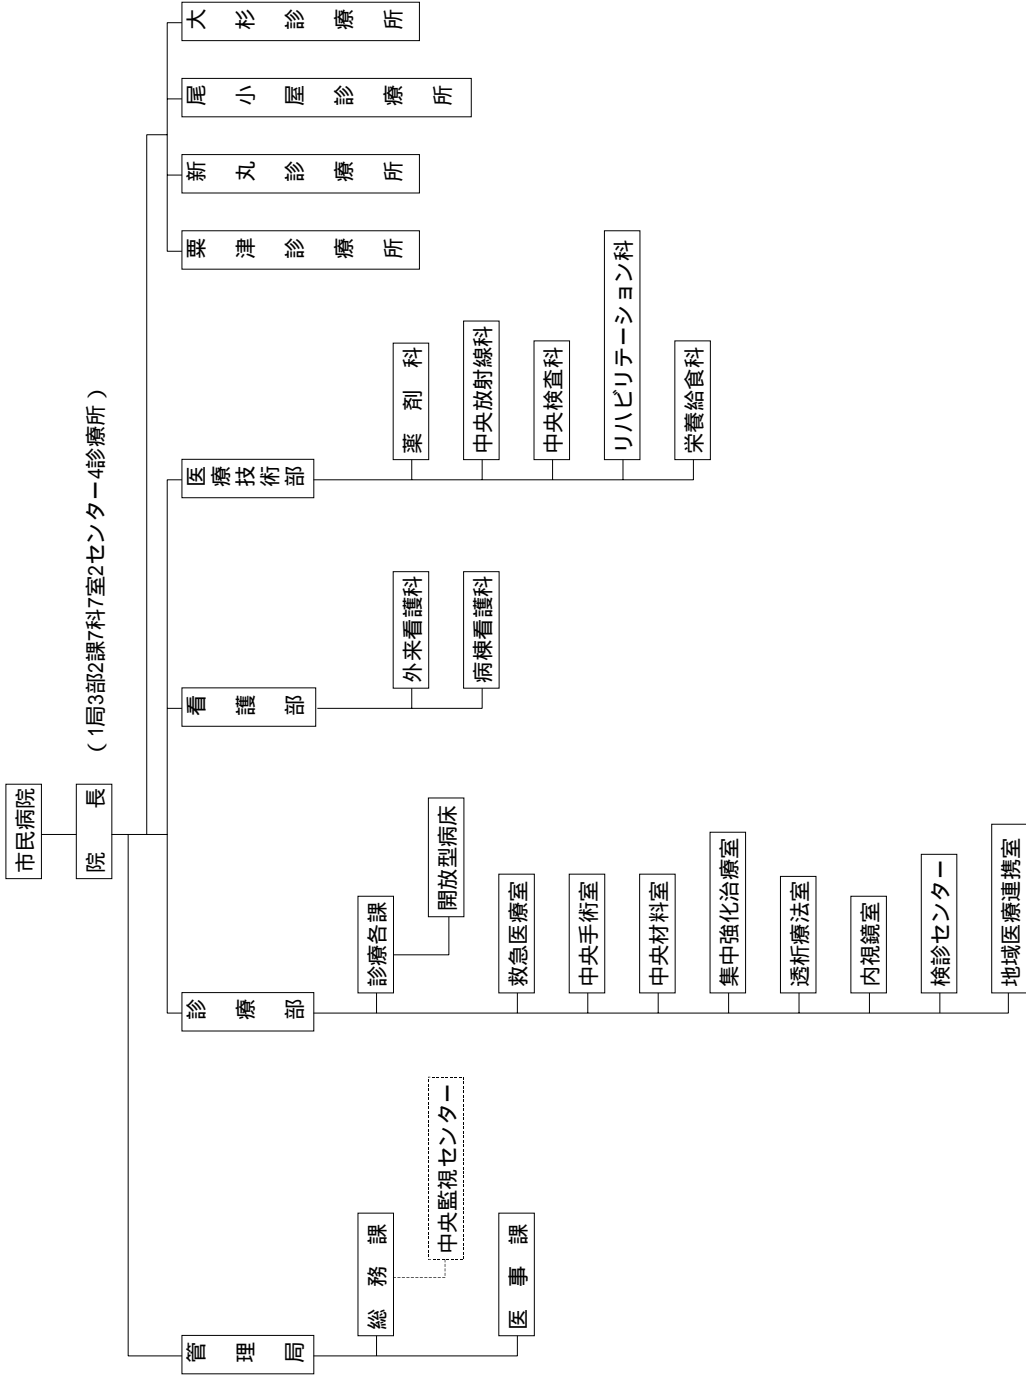 市民病院
院長
(1局3部2課7科7室2センター4診療所)
管理局
総務課
中央監視センター
医事課
診療部
診療各課
開放型病床
救急医療室
中央手術室
中央材料室
集中強化治療室
透析療法室
内視鏡室
検診センター
地域医療連携室
看護部
外来看護科
病棟看護科
医療技術部
薬剤科
中央放射線科
中央検査科
リハビリテーション科
栄養給食科
粟津診療所
新丸診療所
尾小屋診療所
大杉診療所